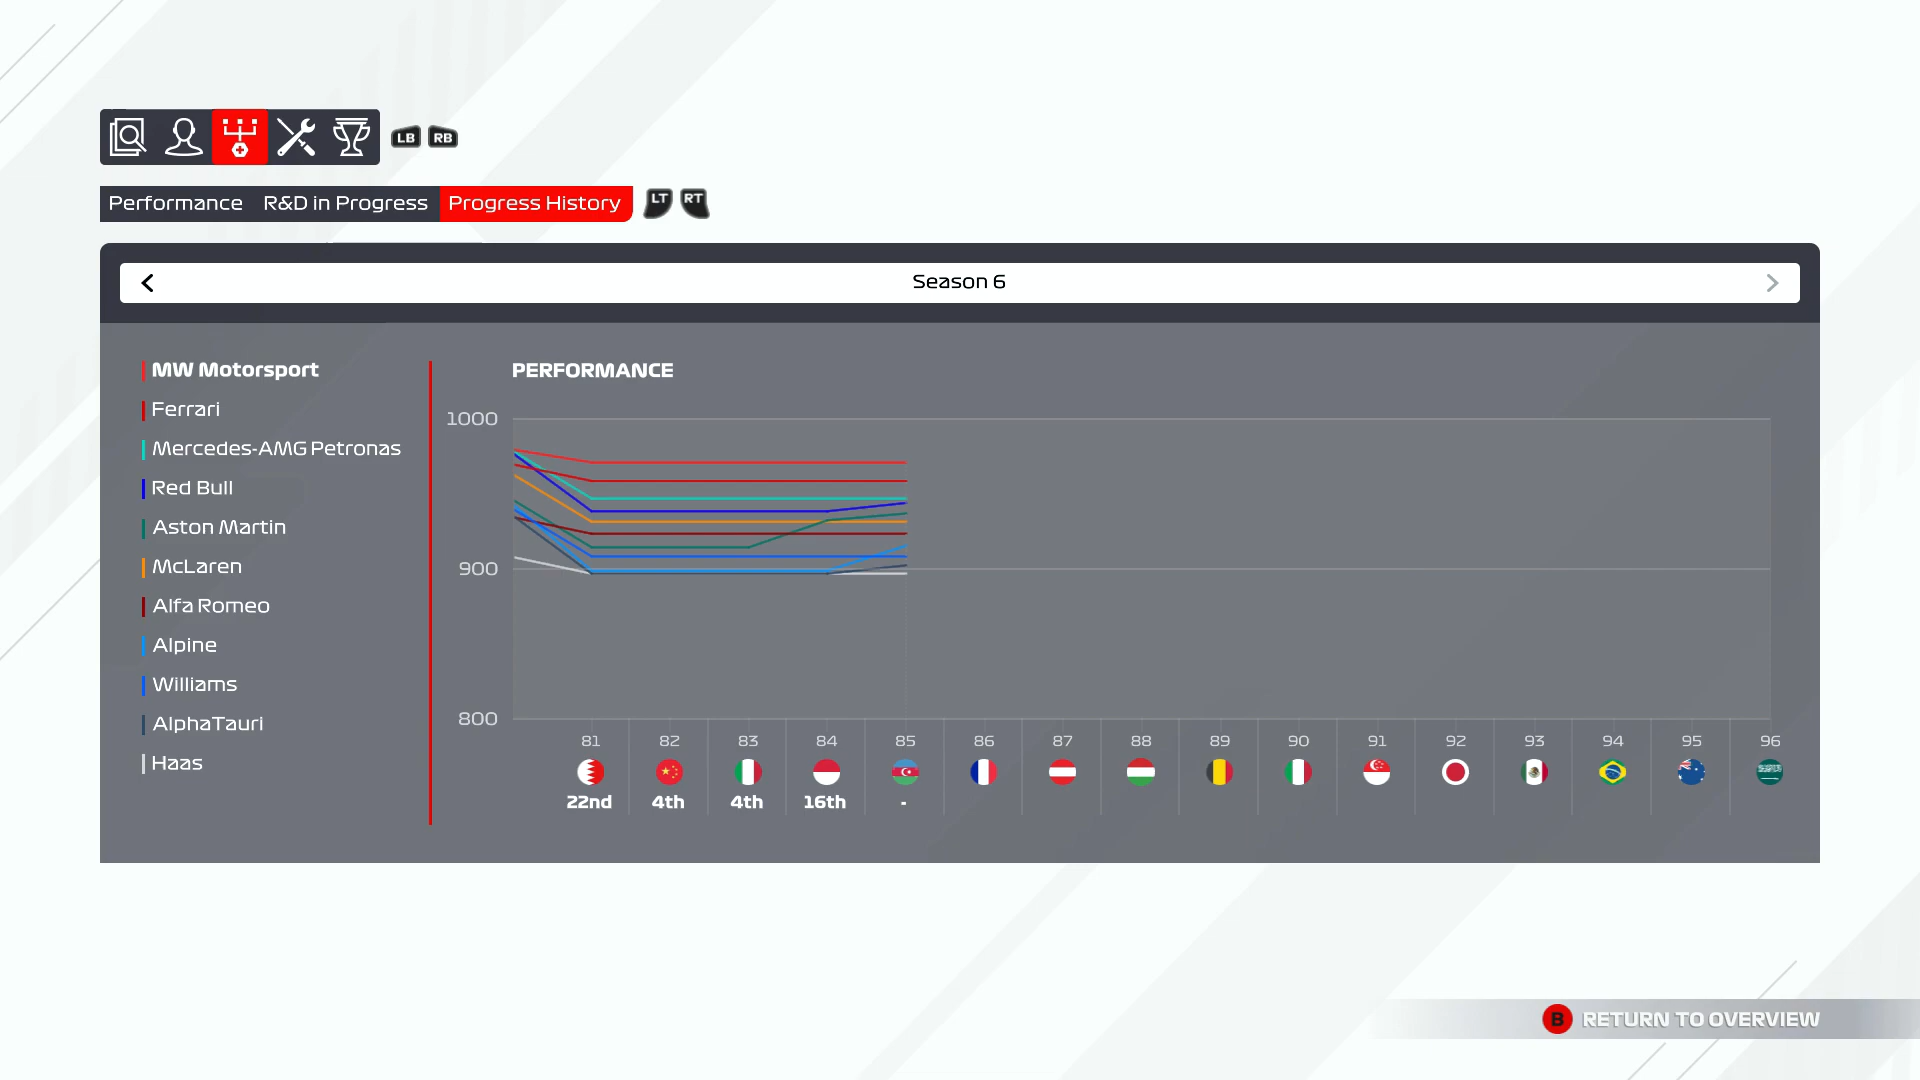 LB RB
Performance R&D in Progress Progress History LT RT
Season 6
MW Motorsport
Ferrari
Mercedes-AMG Petronas
Red Bull
Aston Martin
McLaren
Alfa Romeo
Alpine
Williams
AlphaTauri
Haas
PERFORMANCE
1000
900
800
81 82 83 84 85 86 87 88 89 90 91 92 93 94 95 96
22nd 4th 4th 16th -
B RETURN TO OVERVIEW